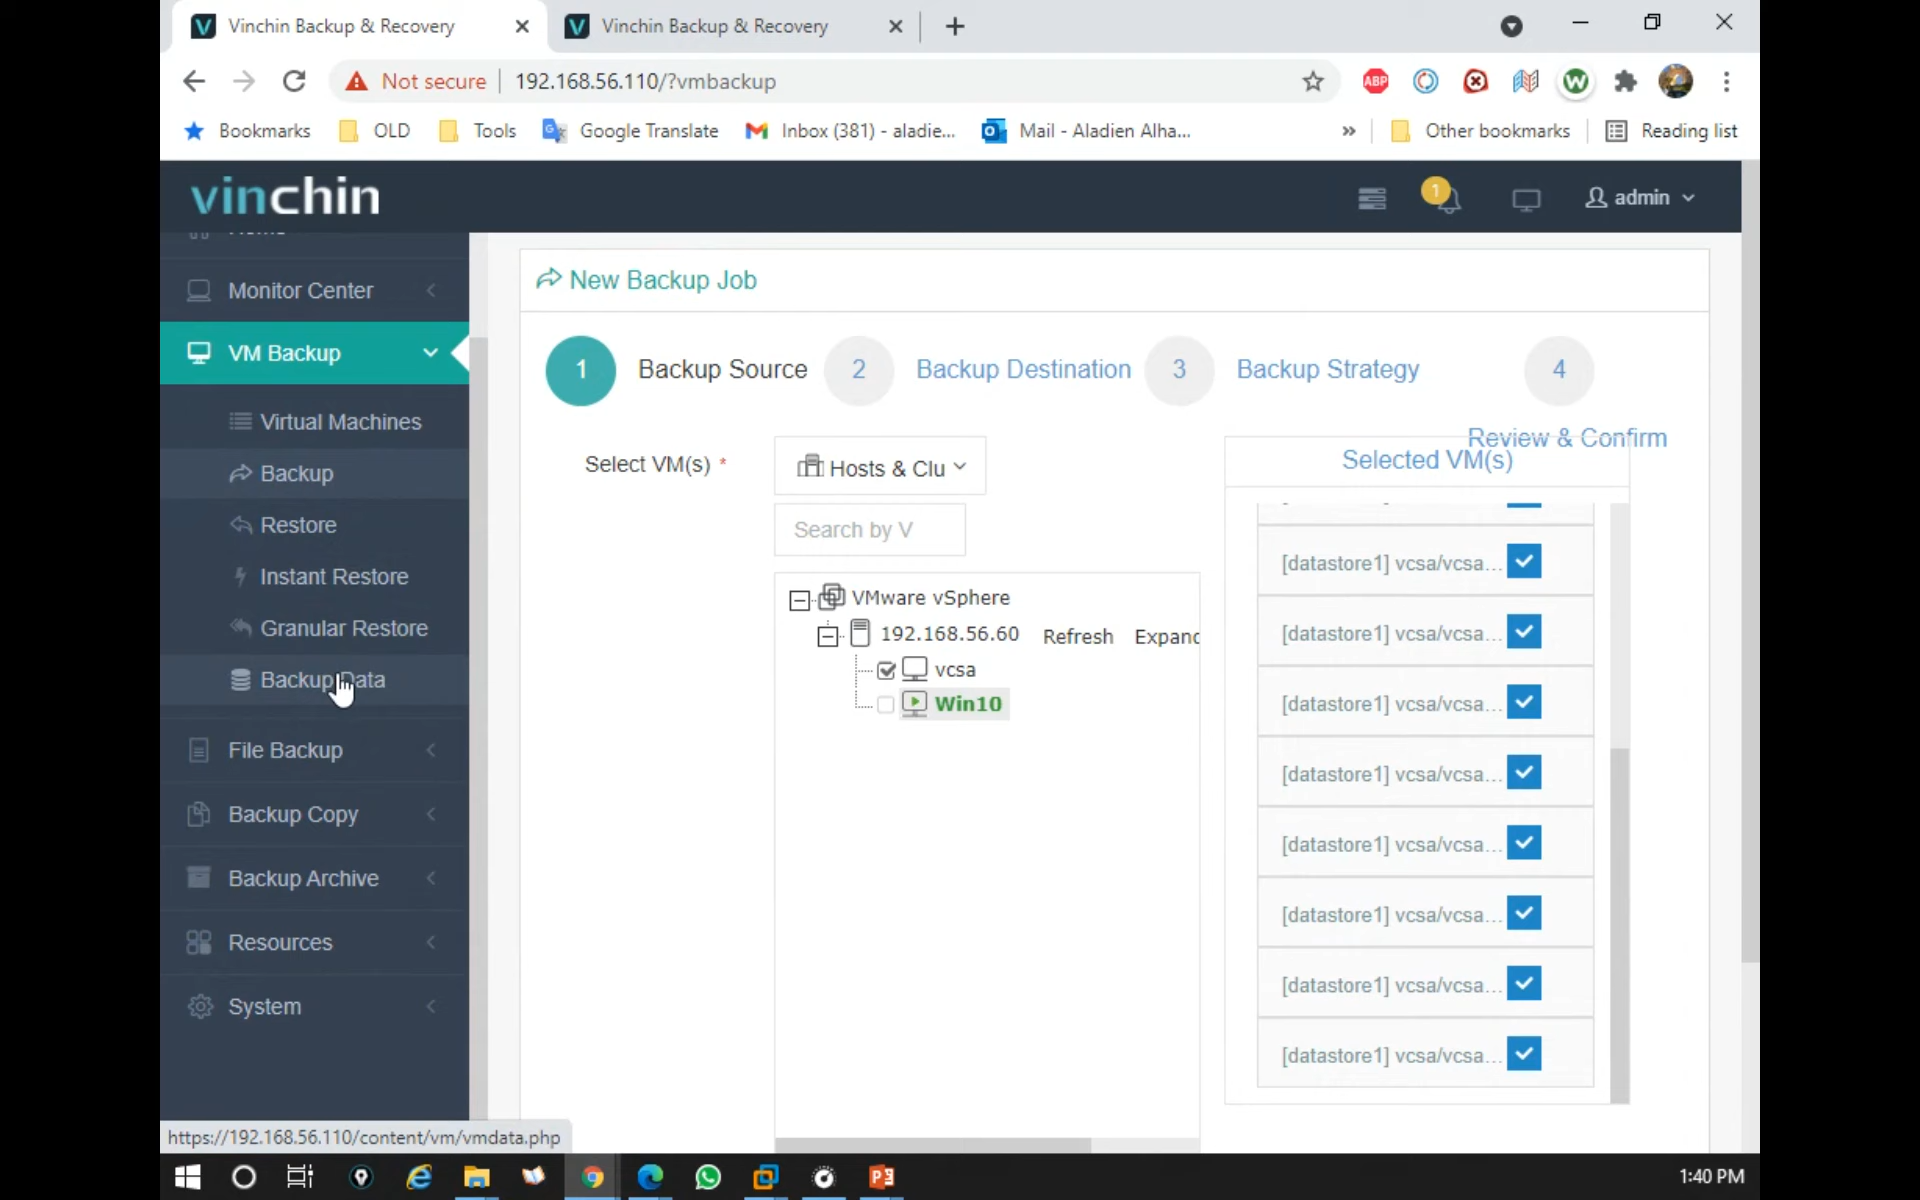 Vinchin Backup & Recovery
Vinchin Backup & Recovery
Not secure
192.168.56.110/?vmbackup
ABP
W
Bookmarks
OLD
Tools
Google Translate
Inbox (381) - aladie...
Mail - Aladien Alha...
»
Other bookmarks
Reading list
vinchin
1
admin
Monitor Center
VM Backup
Virtual Machines
Backup
Restore
Instant Restore
Granular Restore
Backup Data
File Backup
Backup Copy
Backup Archive
Resources
System
New Backup Job
1
Backup Source
2
Backup Destination
3
Backup Strategy
4
Review & Confirm
Select VM(s) *
Hosts & Clu
Search by V
VMware vSphere
192.168.56.60
Refresh
Expand
vcsa
Win10
Selected VM(s)
[datastore1] vcsa/vcsa...
[datastore1] vcsa/vcsa...
[datastore1] vcsa/vcsa...
[datastore1] vcsa/vcsa...
[datastore1] vcsa/vcsa...
[datastore1] vcsa/vcsa...
[datastore1] vcsa/vcsa...
[datastore1] vcsa/vcsa...
https://192.168.56.110/content/vm/vmdata.php
1:40 PM